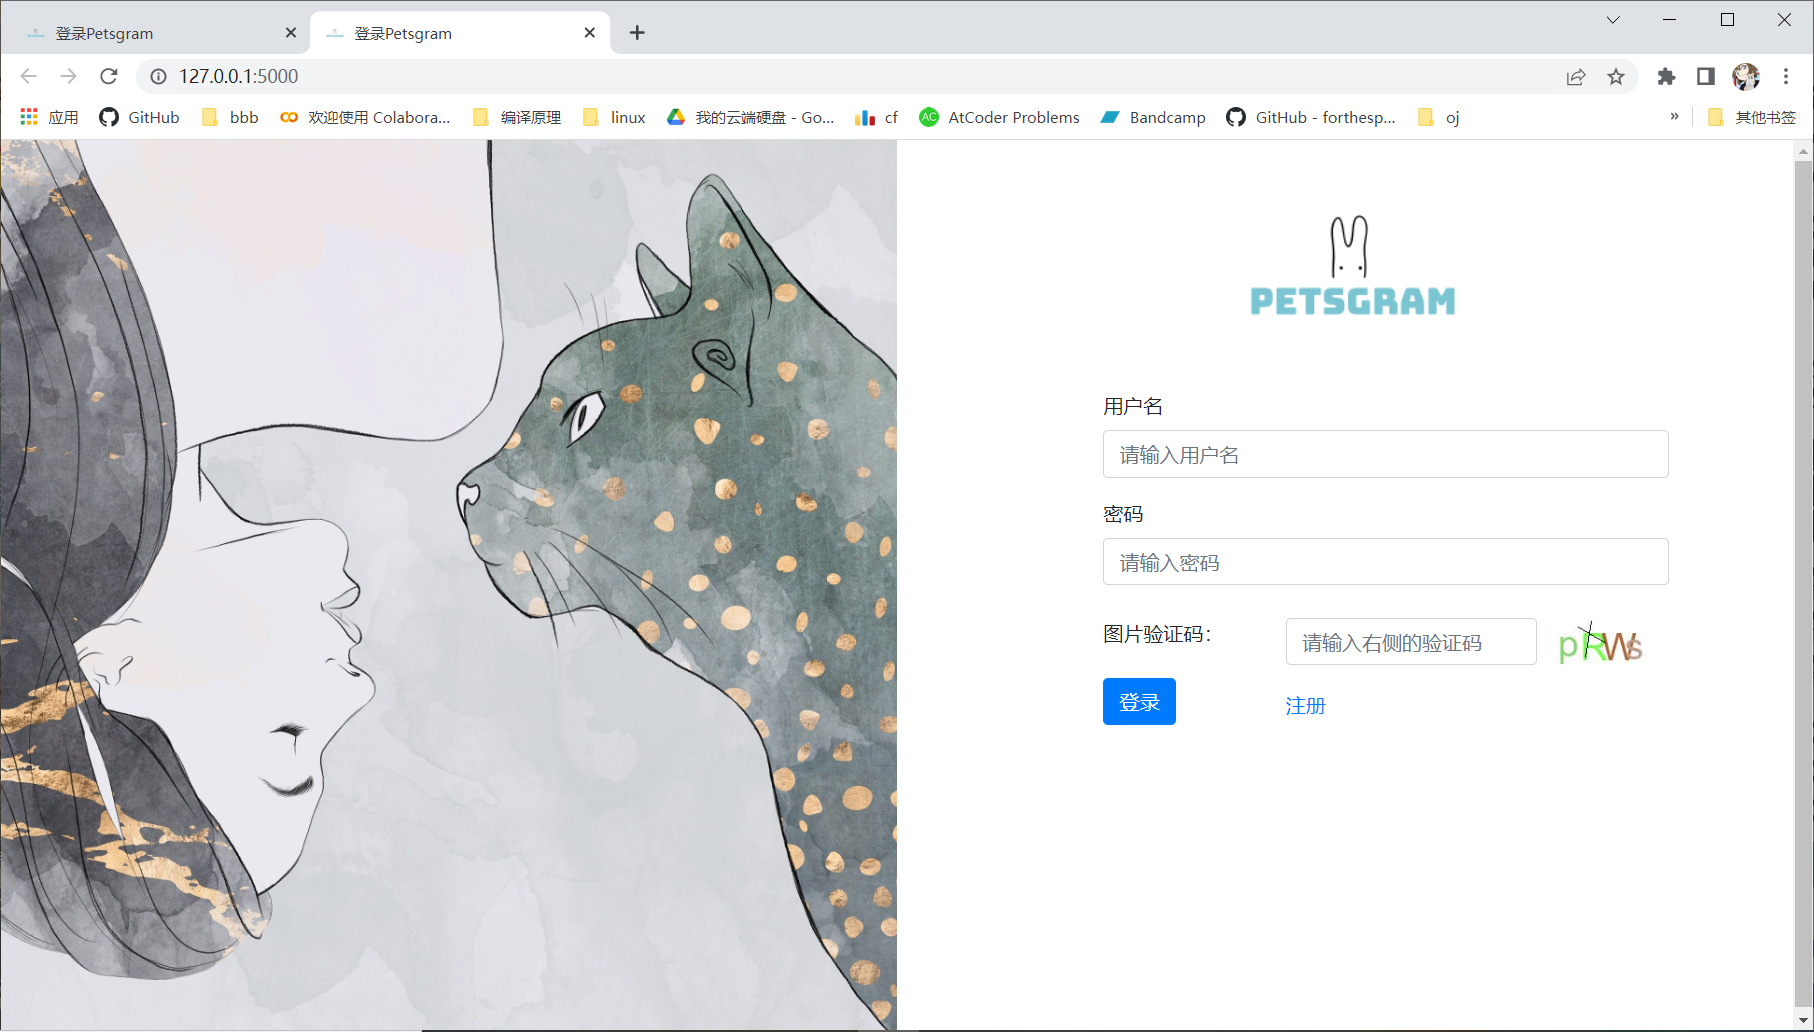 登录Petsgram
登录Petsgram
127.0.0.1:5000
应用 GitHub bbb 欢迎使用 Colabora... 编译原理 linux 我的云端硬盘 - Go... cf AC AtCoder Problems Bandcamp GitHub - forthesp... oj » 其他书签
PETSGRAM
用户名
请输入用户名
密码
请输入密码
图片验证码：
请输入右侧的验证码
pRWs
登录 注册